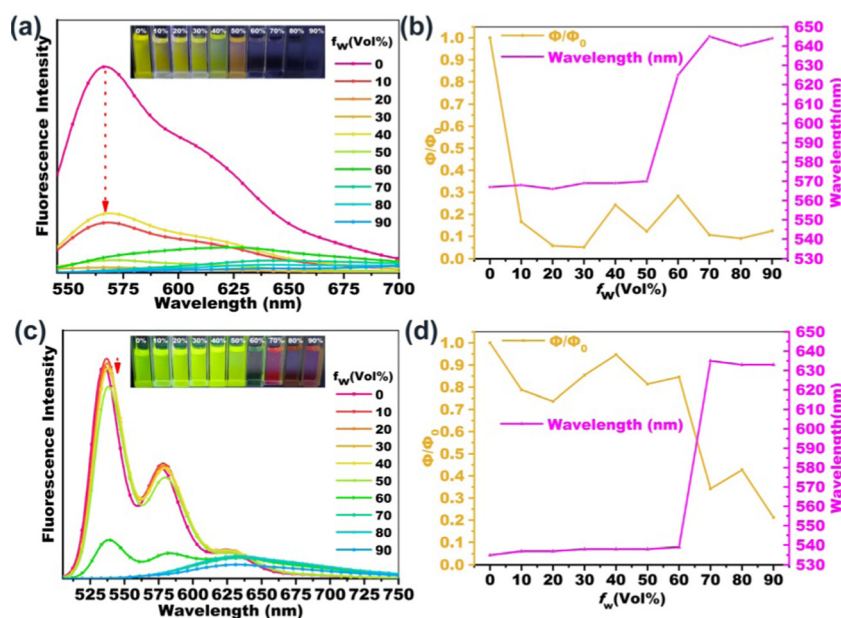 (a)
Fluorescence Intensity
0% 10% 20% 30% 40% 50% 60% 70% 80% 90%
fw(Vol%)
0
10
20
30
40
50
60
70
80
90
550 575 600 625 650 675 700
Wavelength (nm)
(b)
Φ/Φ0
1.0
0.9
0.8
0.7
0.6
0.5
0.4
0.3
0.2
0.1
0.0
Φ/Φ0
Wavelength (nm)
650
640
630
620
610
600
590
580
570
560
550
540
530
Wavelength(nm)
0 10 20 30 40 50 60 70 80 90
fw(Vol%)
(c)
Fluorescence Intensity
0% 10% 20% 30% 40% 50% 60% 70% 80% 90%
fw(Vol%)
0
10
20
30
40
50
60
70
80
90
525 550 575 600 625 650 675 700 750
Wavelength (nm)
(d)
Φ/Φ0
1.0
0.9
0.8
0.7
0.6
0.5
0.4
0.3
0.2
0.1
0.0
Φ/Φ0
Wavelength (nm)
650
640
630
620
610
600
590
580
570
560
550
540
530
Wavelength(nm)
0 10 20 30 40 50 60 70 80 90
fw(Vol%)